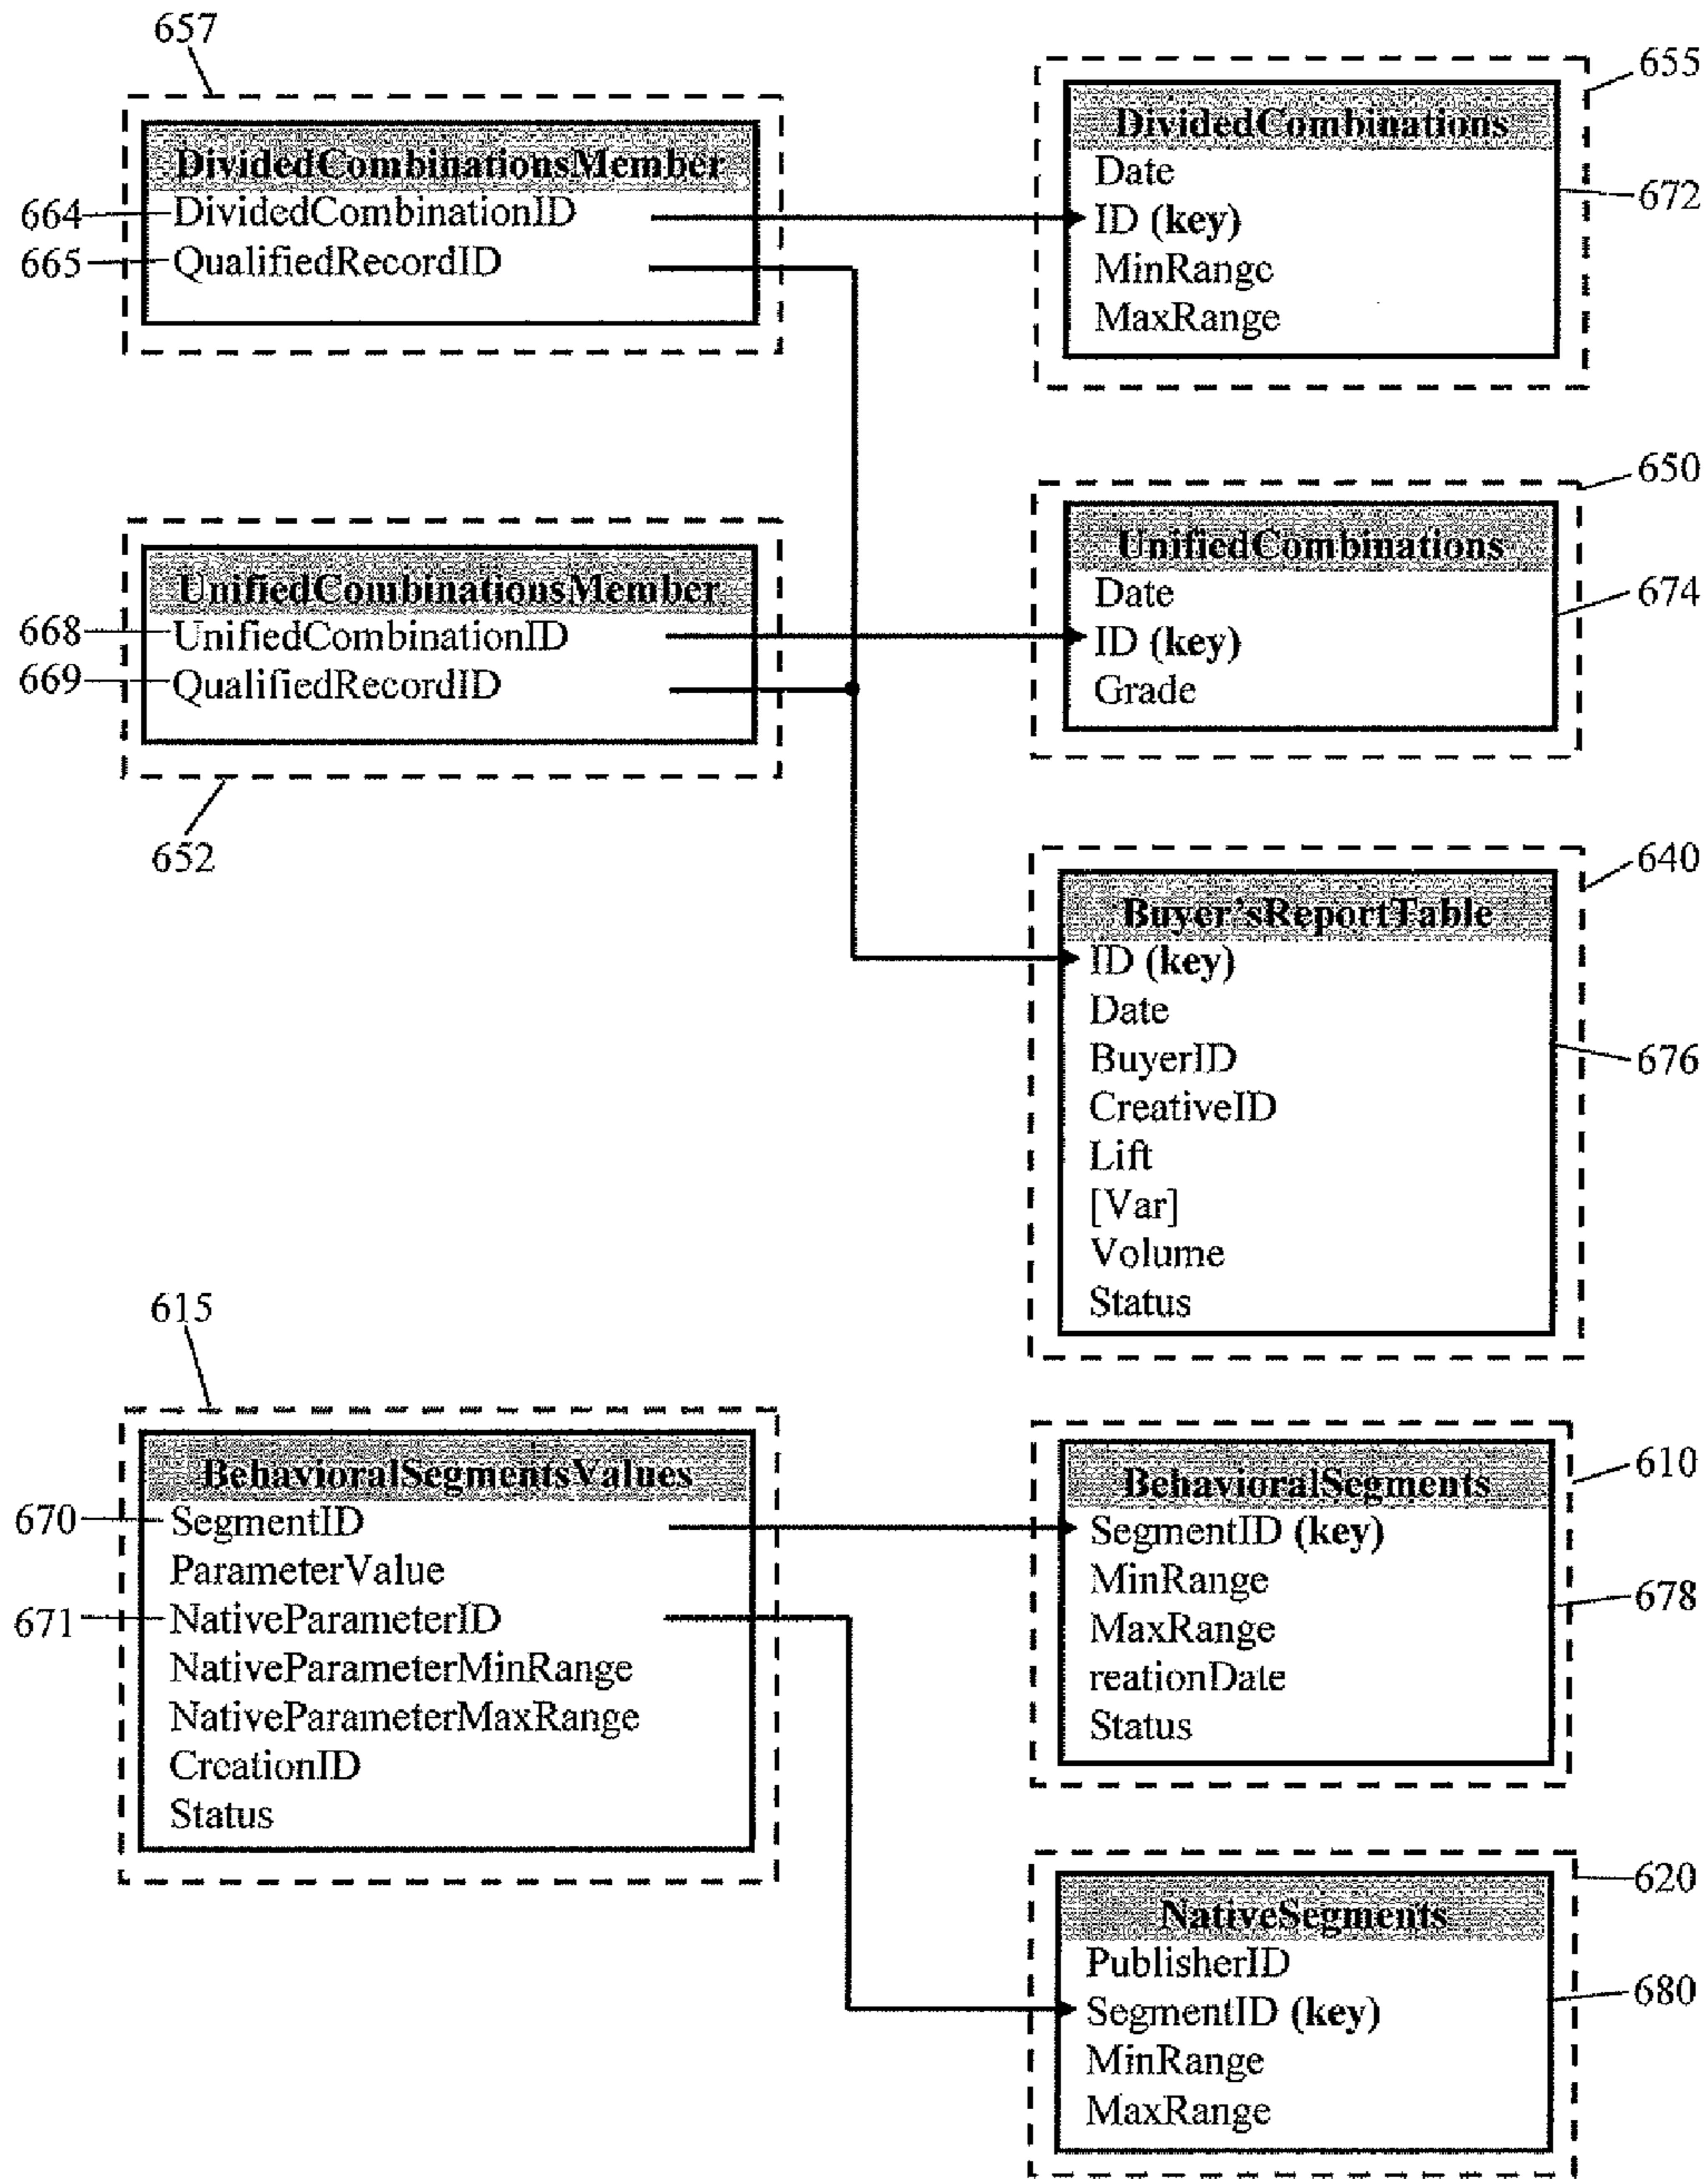 657
DividedCombinationsMember
664 DividedCombinationID
665 QualifiedRecordID
655
DividedCombinations
Date
672
ID (key)
MinRange
MaxRange
UnifiedCombinationsMember
668 UnifiedCombinationID
669 QualifiedRecordID
652
650
UnifiedCombinations
Date
674
ID (key)
Grade
640
Buyer'sReportTable
ID (key)
Date
BuyerID
676
CreativeID
Lift
[Var]
Volume
Status
615
BehavioralSegmentsValues
670 SegmentID
ParameterValue
671 NativeParameterID
NativeParameterMinRange
NativeParameterMaxRange
CreationID
Status
610
BehavioralSegments
SegmentID (key)
MinRange
678
MaxRange
reationDate
Status
620
NativeSegments
PublisherID
680
SegmentID (key)
MinRange
MaxRange